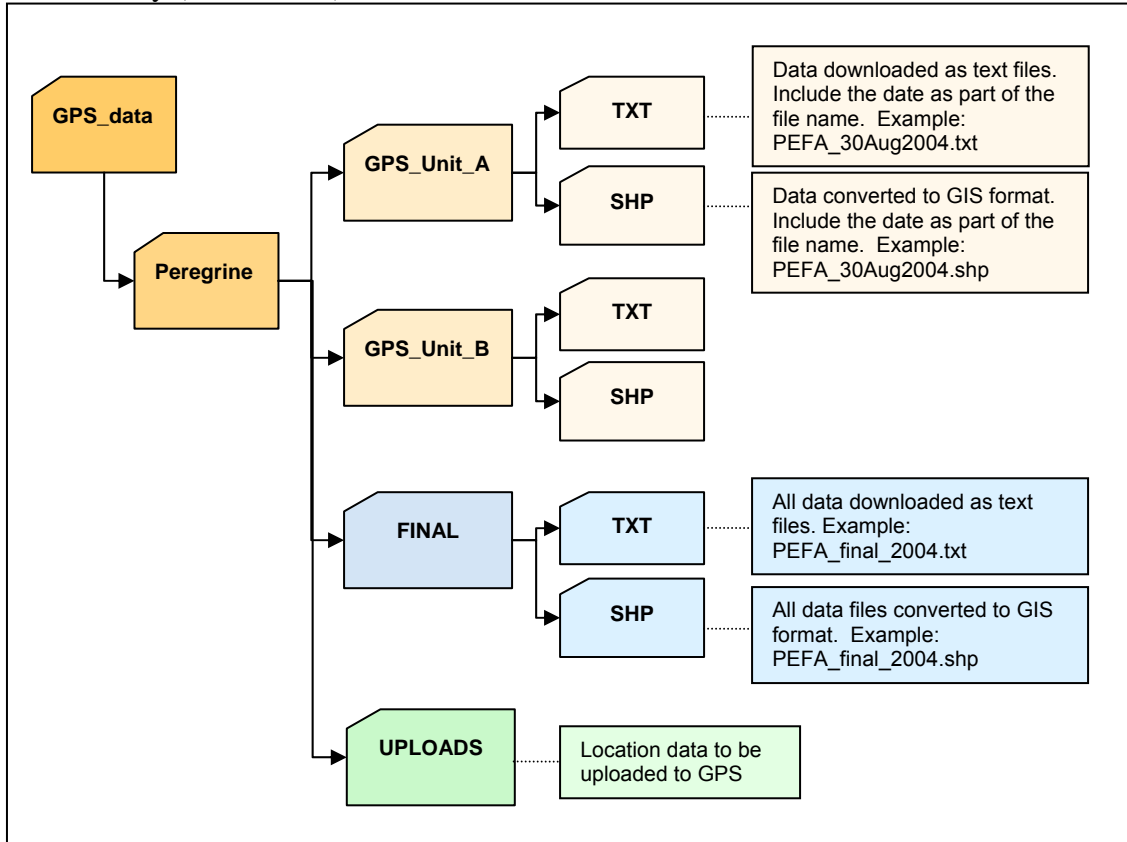 GPS_data
Peregrine
GPS_Unit_A
TXT
Data downloaded as text files.
Include the date as part of the
file name. Example:
PEFA_30Aug2004.txt
SHP
Data converted to GIS format.
Include the date as part of the
file name. Example:
PEFA_30Aug2004.shp
GPS_Unit_B
TXT
SHP
FINAL
TXT
All data downloaded as text
files. Example:
PEFA_final_2004.txt
SHP
All data files converted to GIS
format. Example:
PEFA_final_2004.shp
UPLOADS
Location data to be
uploaded to GPS